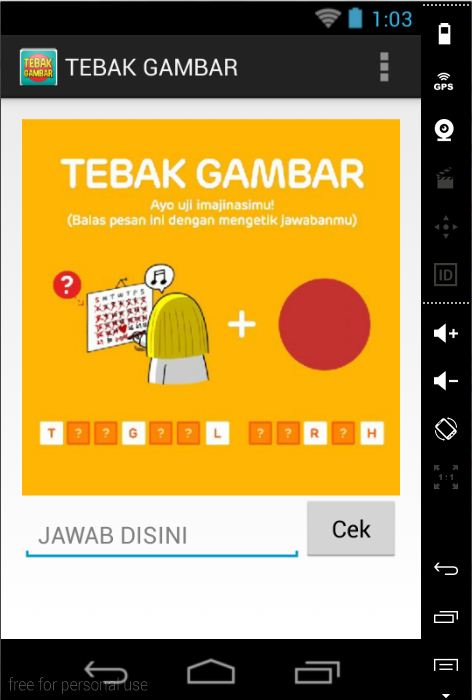 1:03
TEBAK GAMBAR
TEBAK GAMBAR
GPS
ID
TEBAK GAMBAR
Ayo uji imajinasimu!
(Balas pesan ini dengan mengetik jawabanmu)
?
S M T W T F S
+
T ? ? G ? ? L ? ? R ? H
JAWAB DISINI
Cek
1:1
free for personal use